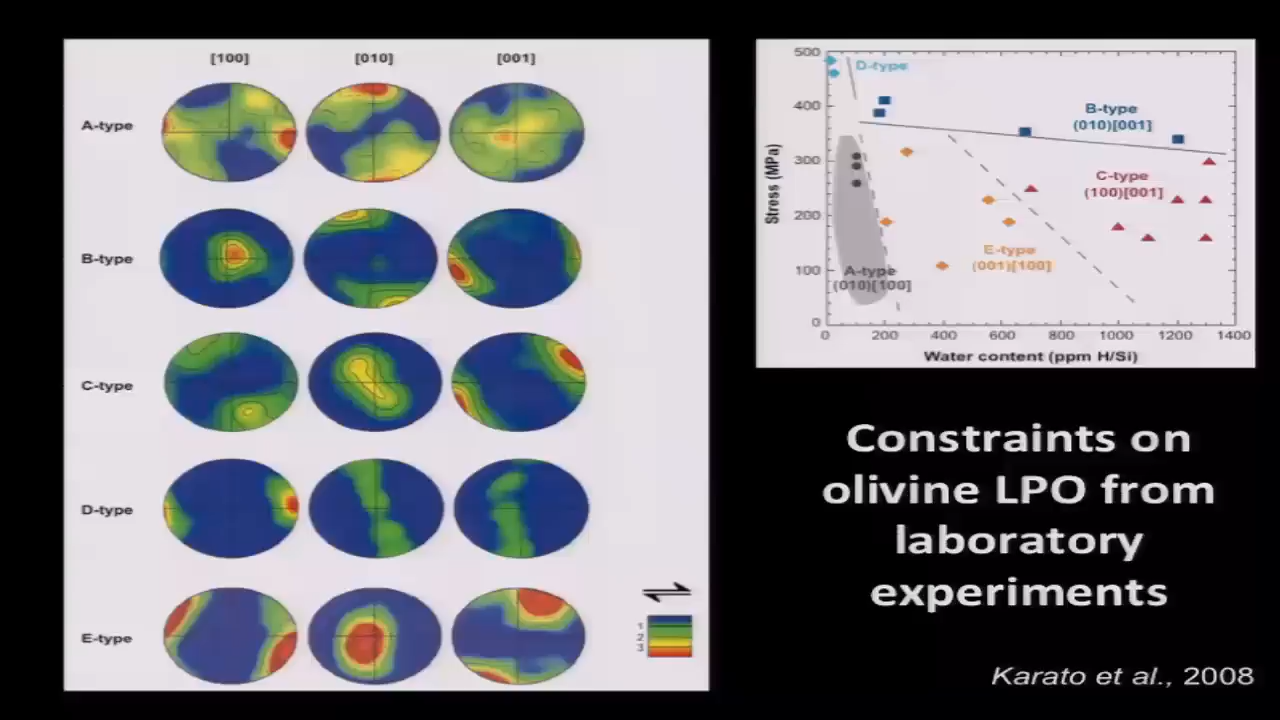 [100] [010] [001]
A-type
B-type
C-type
D-type
E-type
1
2
3
500
400
300
200
100
0
Stress (MPa)
D-type
B-type
(010)[001]
C-type
(100)[001]
E-type
(001)[100]
A-type
(010)[100]
0 200 400 600 800 1000 1200 1400
Water content (ppm H/Si)
Constraints on
olivine LPO from
laboratory
experiments
Karato et al., 2008